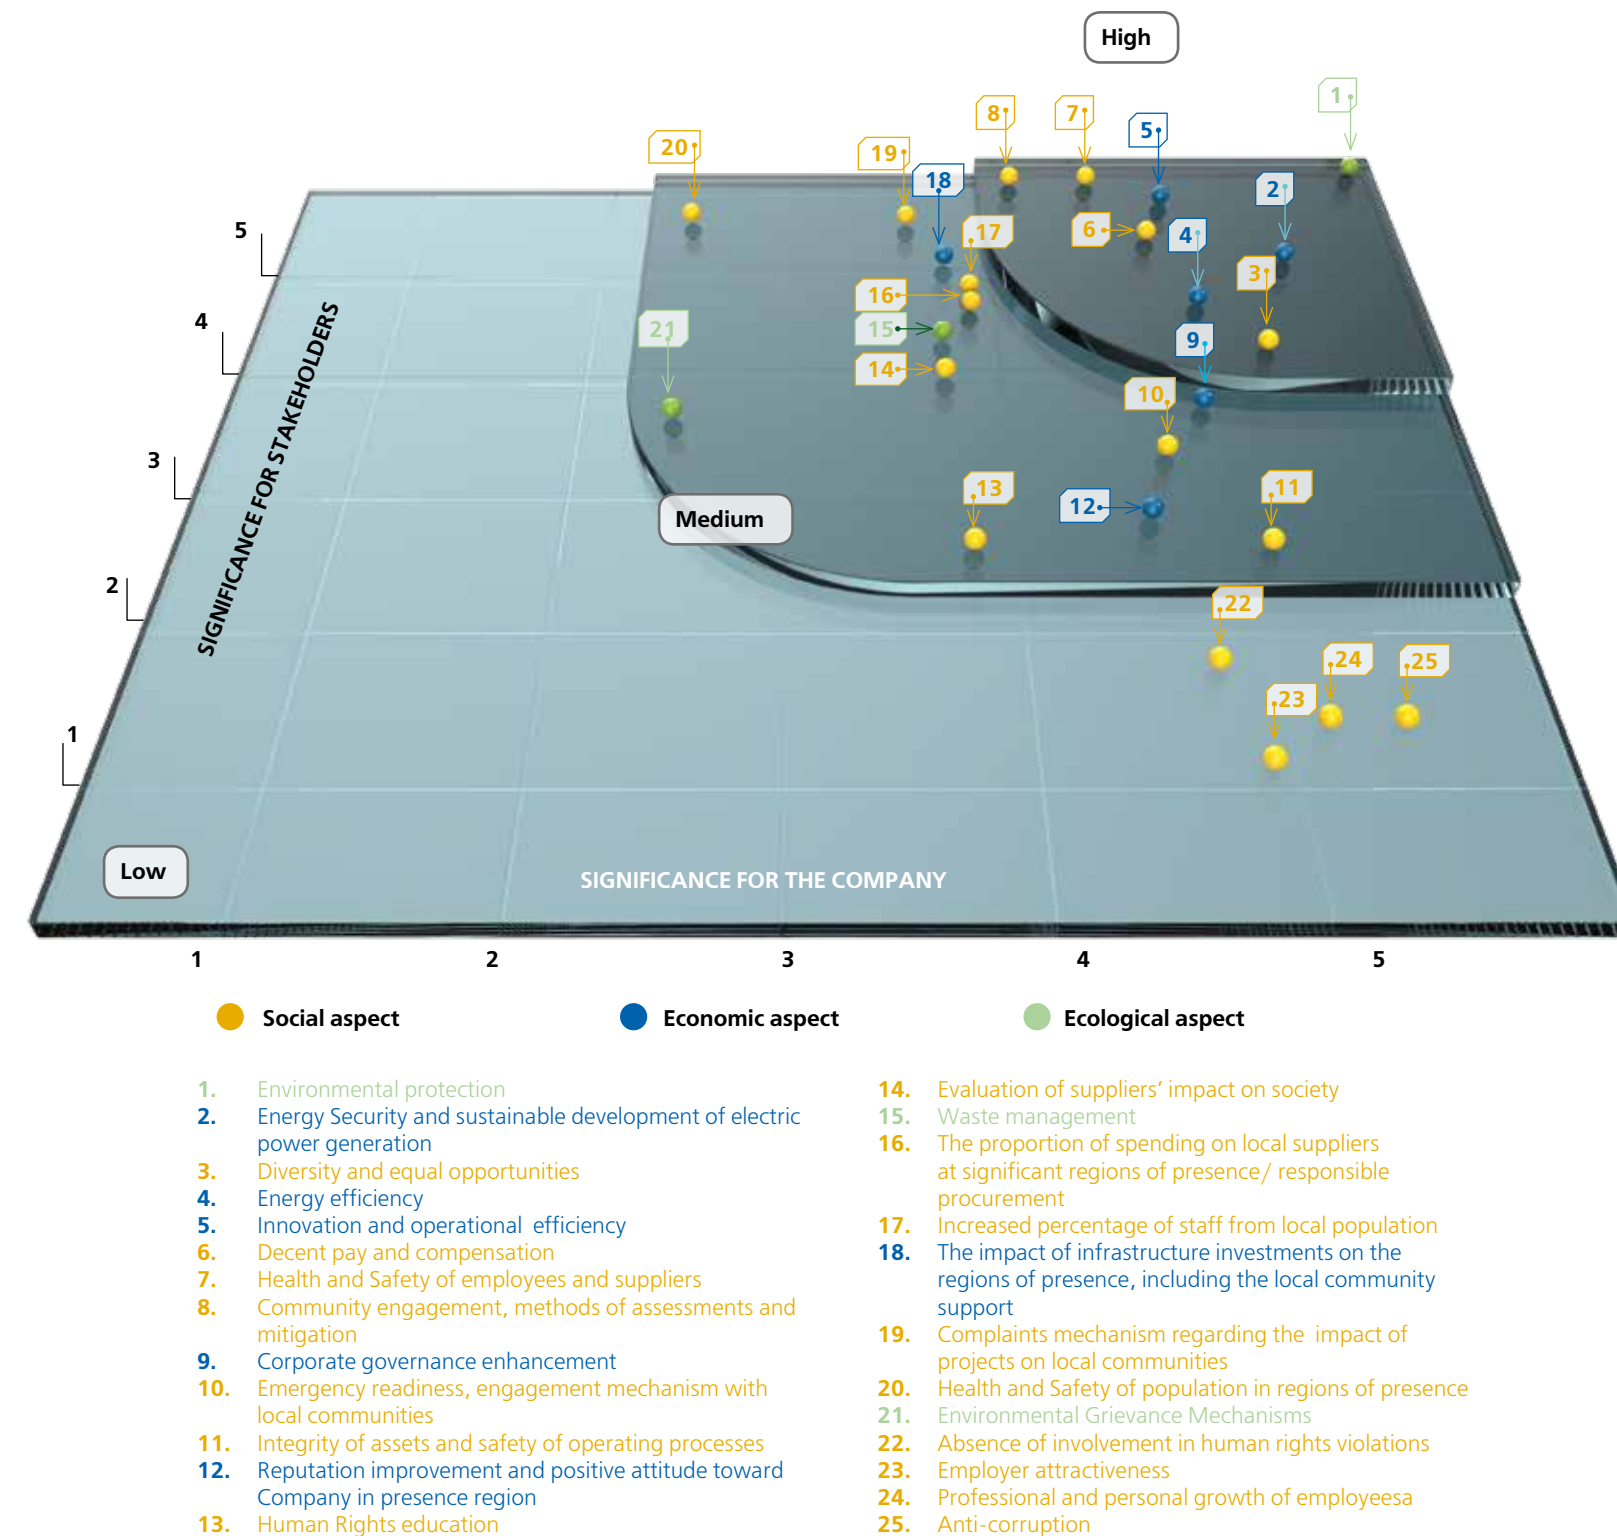 High
1
8
7
5
20
19
18
2
17
6
4
5
3
16
4
21
15
9
14
10
3
13
11
12
Medium
2
22
24
25
23
1
SIGNIFICANCE FOR STAKEHOLDERS
Low
SIGNIFICANCE FOR THE COMPANY
1 2 3 4 5
Social aspect
Economic aspect
Ecological aspect
1. Environmental protection
2. Energy Security and sustainable development of electric
power generation
3. Diversity and equal opportunities
4. Energy efficiency
5. Innovation and operational efficiency
6. Decent pay and compensation
7. Health and Safety of employees and suppliers
8. Community engagement, methods of assessments and
mitigation
9. Corporate governance enhancement
10. Emergency readiness, engagement mechanism with
local communities
11. Integrity of assets and safety of operating processes
12. Reputation improvement and positive attitude toward
Company in presence region
13. Human Rights education
14. Evaluation of suppliers’ impact on society
15. Waste management
16. The proportion of spending on local suppliers
at significant regions of presence/ responsible
procurement
17. Increased percentage of staff from local population
18. The impact of infrastructure investments on the
regions of presence, including the local community
support
19. Complaints mechanism regarding the impact of
projects on local communities
20. Health and Safety of population in regions of presence
21. Environmental Grievance Mechanisms
22. Absence of involvement in human rights violations
23. Employer attractiveness
24. Professional and personal growth of employeesa
25. Anti-corruption